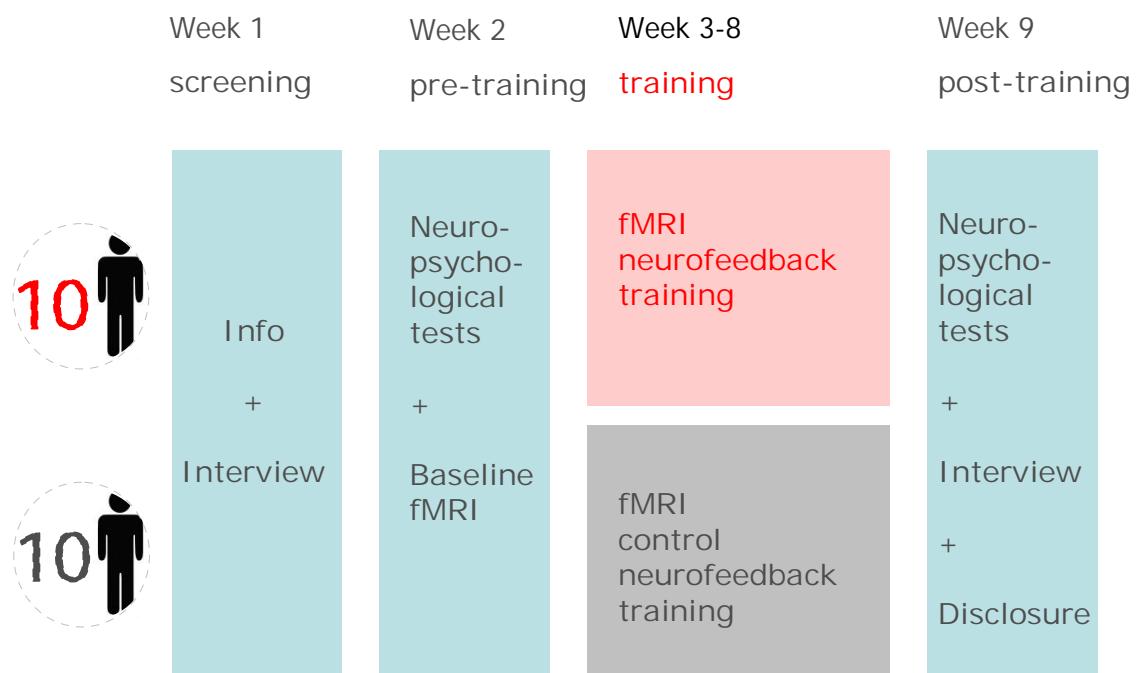 Week 1
screening
Week 2
pre-training
Week 3-8
training
Week 9
post-training
10
10
Info
+
Interview
Neuro-
psycho-
logical
tests
+
Baseline
fMRI
fMRI
neurofeedback
training
fMRI
control
neurofeedback
training
Neuro-
psycho-
logical
tests
+
Interview
+
Disclosure